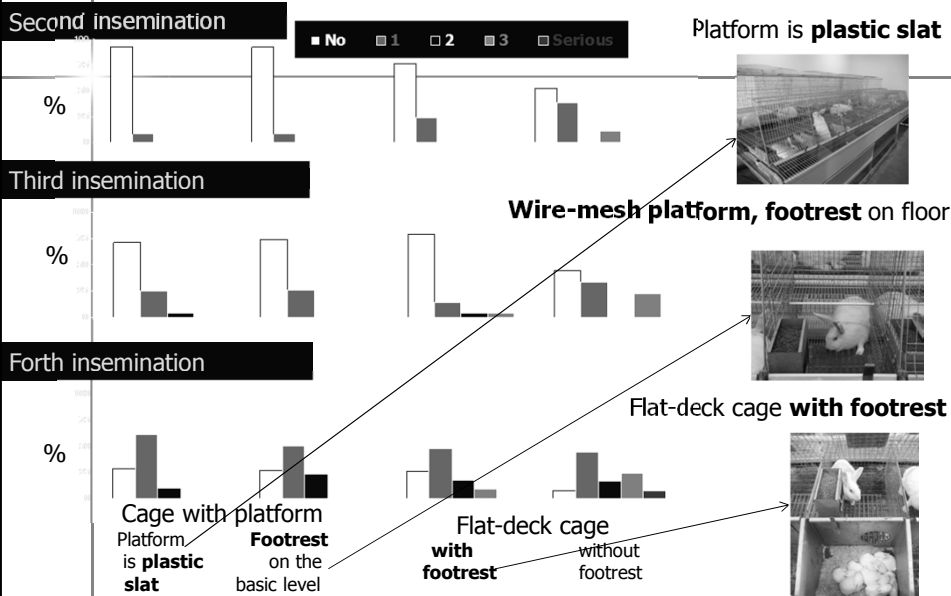 Second insemination
No 1 2 3 Serious
Platform is plastic slat
100
%
Third insemination
Wire-mesh platform, footrest on floor
%
Forth insemination
Flat-deck cage with footrest
%
Cage with platform
Platform
is plastic
slat
Footrest
on the
basic level
Flat-deck cage
with
footrest
without
footrest